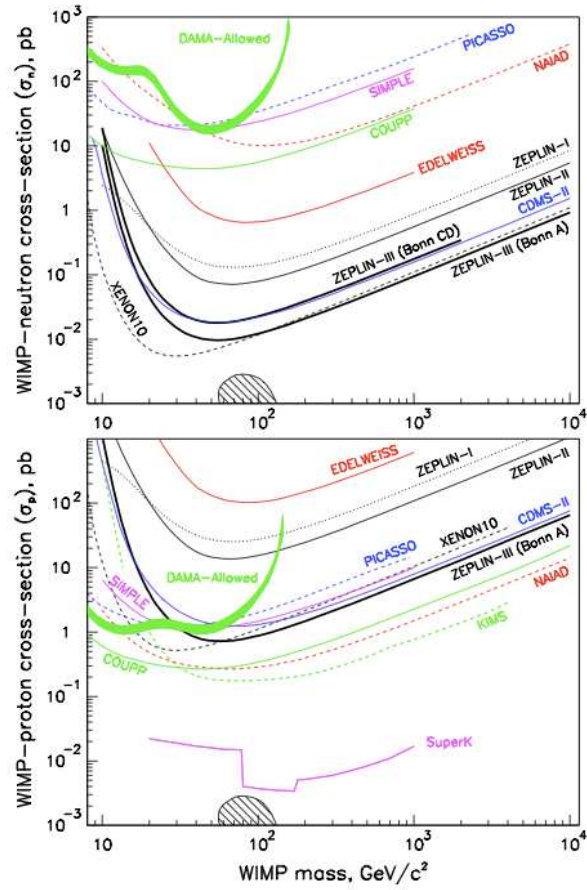 WIMP-neutron cross-section (σn), pb
10³
10²
10
1
10⁻¹
10⁻²
10⁻³
DAMA-Allowed
PICASSO
SIMPLE
NAIAD
COUPP
EDELWEISS
ZEPLIN-I
ZEPLIN-II
CDMS-II
ZEPLIN-III (Bonn CD)
ZEPLIN-III (Bonn A)
XENON10
10
10²
10³
10⁴
WIMP-proton cross-section (σp), pb
10²
10
1
10⁻¹
10⁻²
10⁻³
EDELWEISS
ZEPLIN-I
ZEPLIN-II
PICASSO
XENON10
CDMS-II
DAMA-Allowed
ZEPLIN-III (Bonn A)
SIMPLE
NAIAD
KIMS
COUPP
SuperK
10
10²
10³
10⁴
WIMP mass, GeV/c²